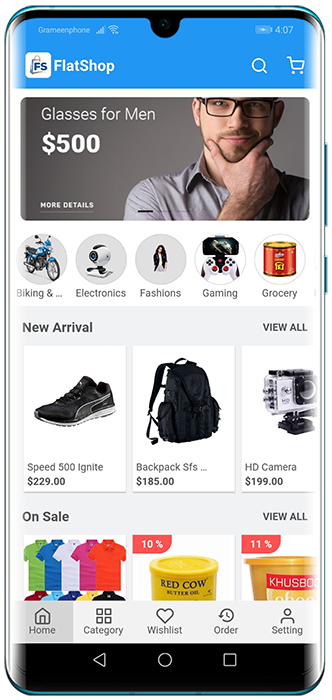 Grameenphone
4:07
FS
FlatShop
Glasses for Men
$500
MORE DETAILS
Biking & ...
Electronics
Fashions
Gaming
Grocery
New Arrival
VIEW ALL
Speed 500 Ignite
$229.00
Backpack Sfs ...
$185.00
HD Camera
$199.00
On Sale
VIEW ALL
10 %
11 %
RED COW
BUTTER OIL
KHUSBOO
Home
Category
Wishlist
Order
Setting